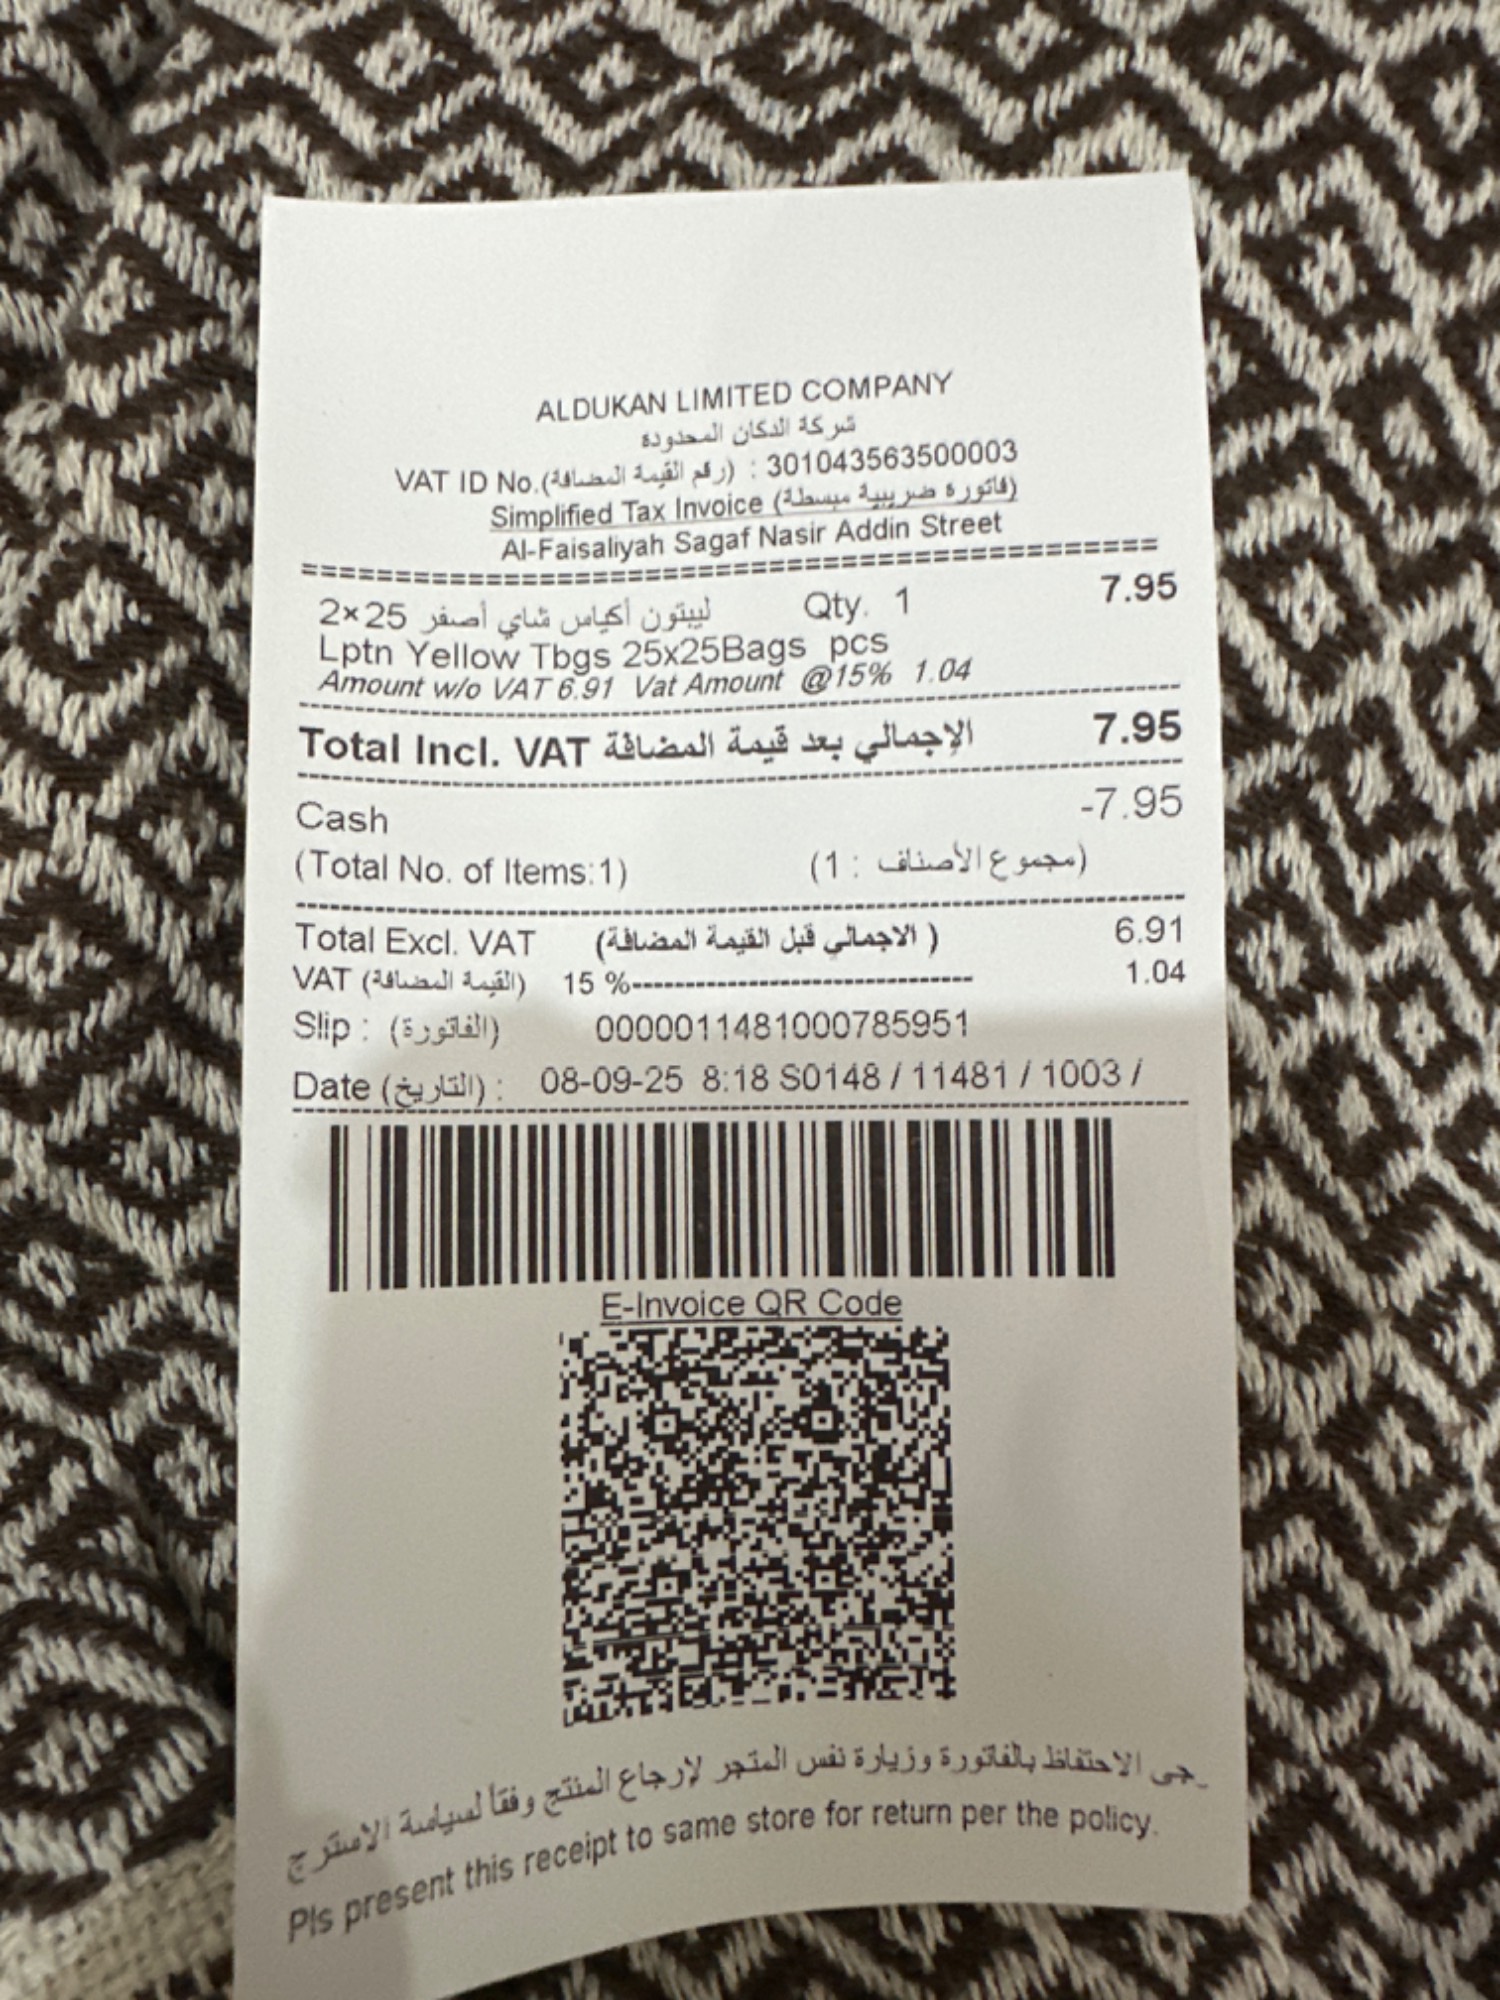 ALDUKAN LIMITED COMPANY
شركة الدكان المحدودة
VAT ID No.(رقم القيمة المضافة) : 301043563500003
Simplified Tax Invoice (فاتورة ضريبية مبسطة)
Al-Faisaliyah Sagaf Nasir Addin Street
===============================================
ليبتون أكياس شاي أصفر 25×2 Qty. 1 7.95
Lptn Yellow Tbgs 25x25Bags pcs
Amount w/o VAT 6.91 Vat Amount @15% 1.04
Total Incl. VAT الإجمالي بعد قيمة المضافة 7.95
Cash -7.95
(Total No. of Items:1) (مجموع الأصناف : 1)
Total Excl. VAT (الاجمالي قبل القيمة المضافة ) 6.91
VAT (القيمة المضافة) 15 %------------------------------- 1.04
Slip : (الفاتورة) 0000011481000785951
Date (التاريخ) : 08-09-25 8:18 S0148 / 11481 / 1003 /
E-Invoice QR Code
جى الاحتفاظ بالفاتورة وزيارة نفس المتجر لإرجاع المنتج وفقاً لسياسة الاسترج
Pls present this receipt to same store for return per the policy.